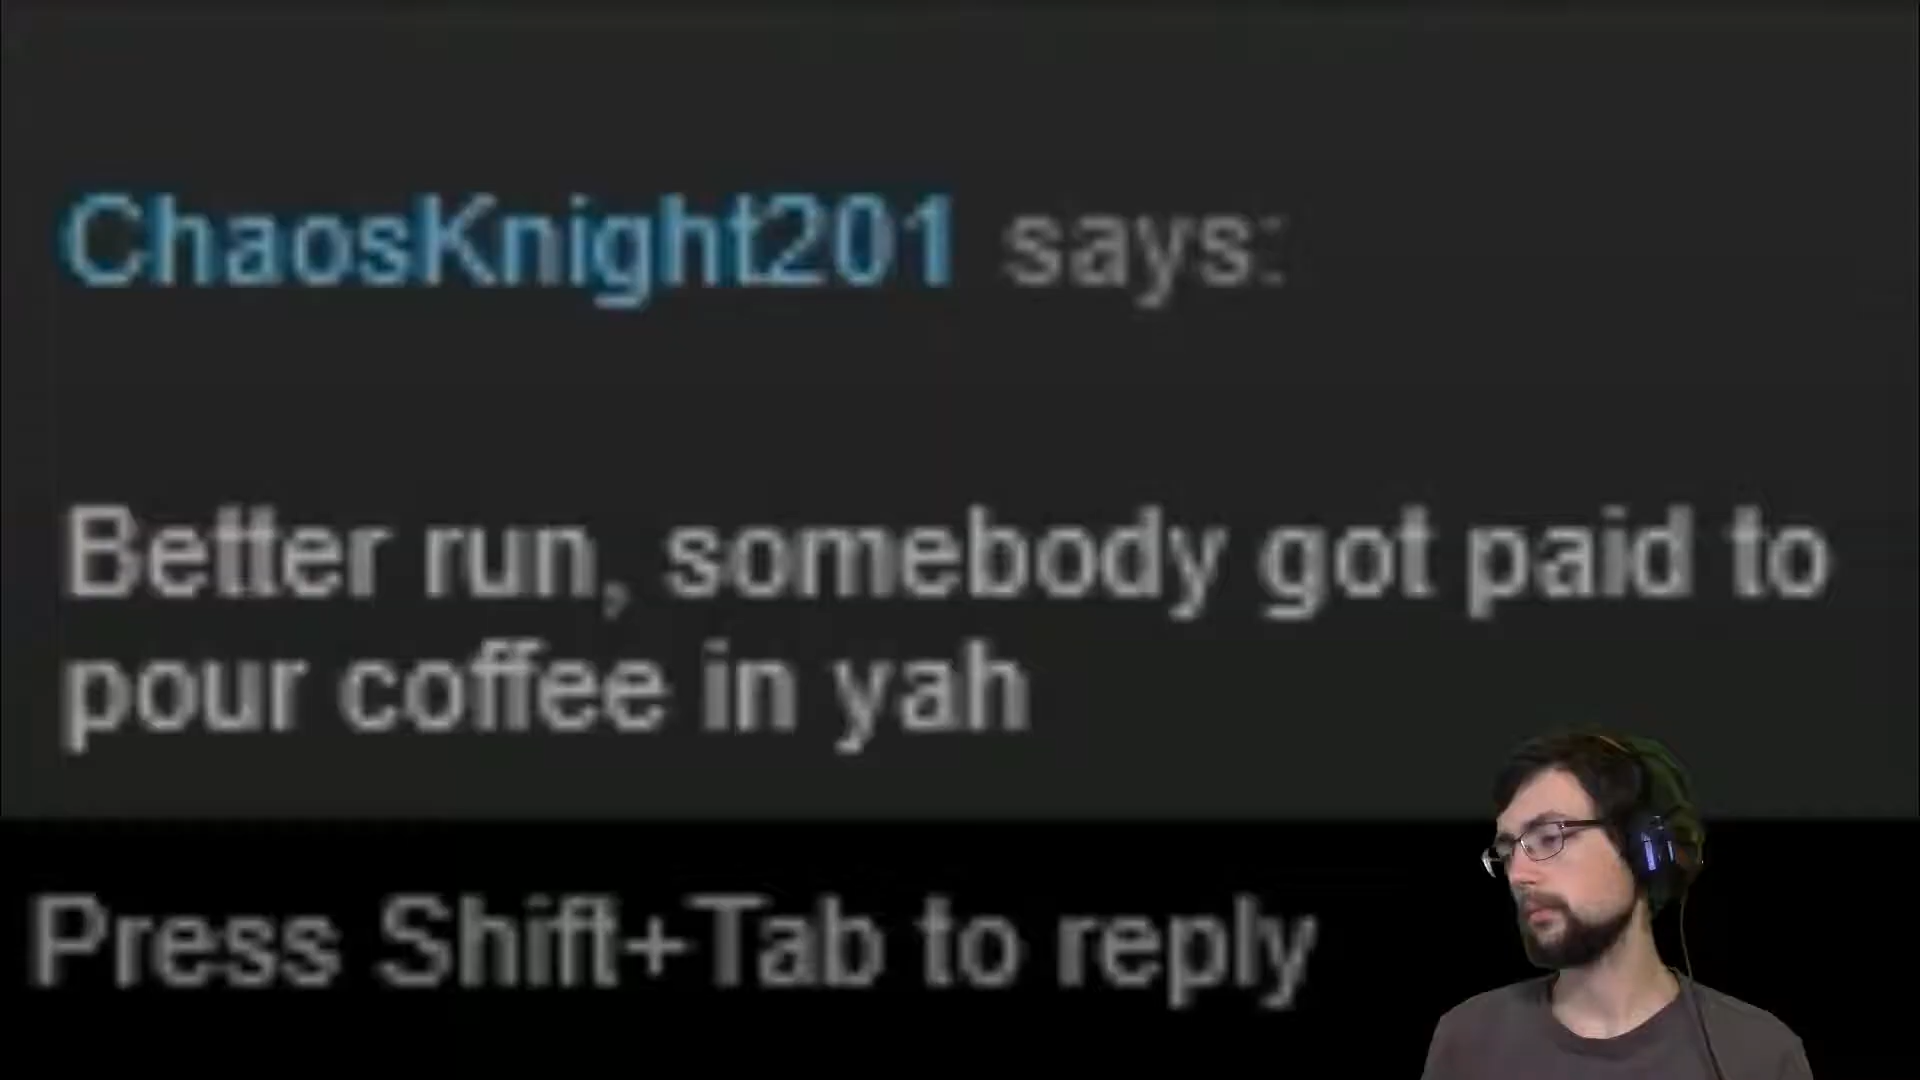 ChaosKnight201 says:
Better run, somebody got paid to
pour coffee in yah
Press Shift+Tab to reply